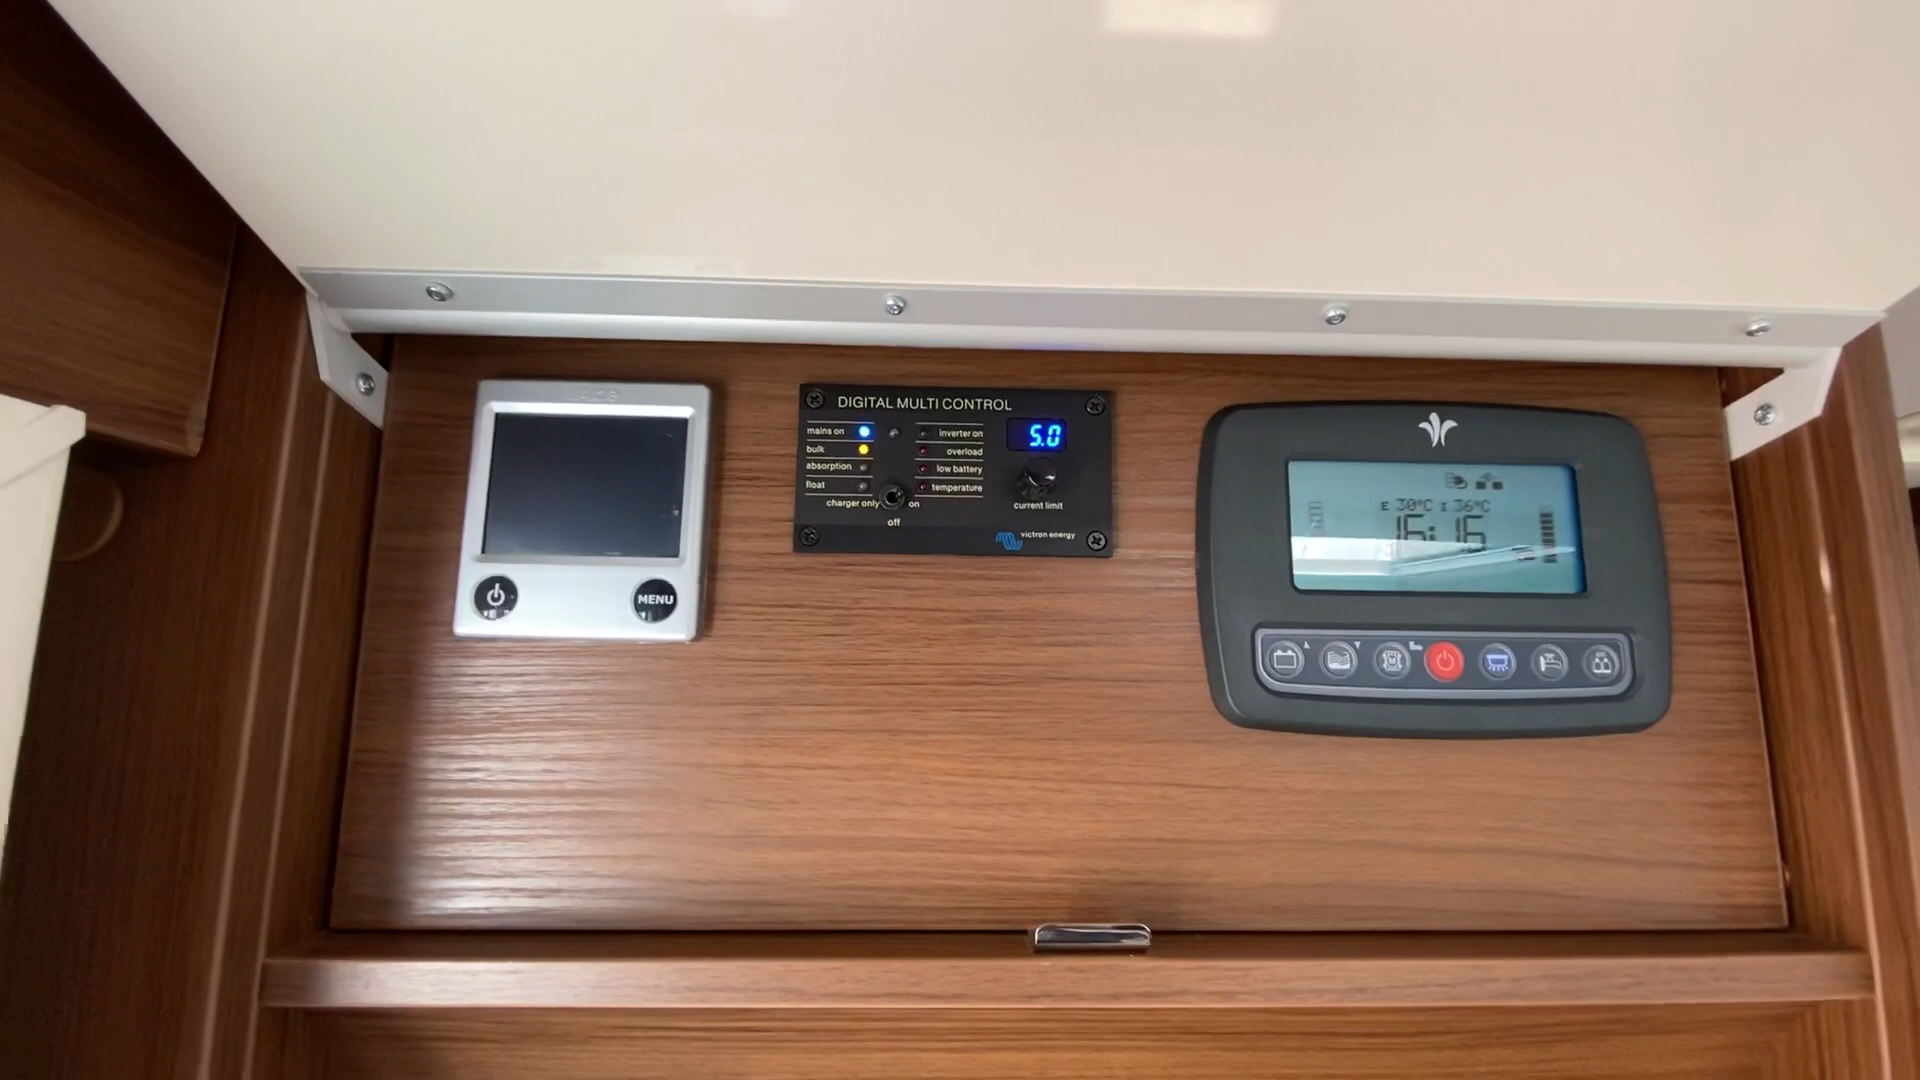 Alde
MENU
DIGITAL MULTI CONTROL
mains on
bulk
absorption
float
charger only
off
on
inverter on
overload
low battery
temperature
5.0
current limit
victron energy
E 30°C I 36°C
16:16
M